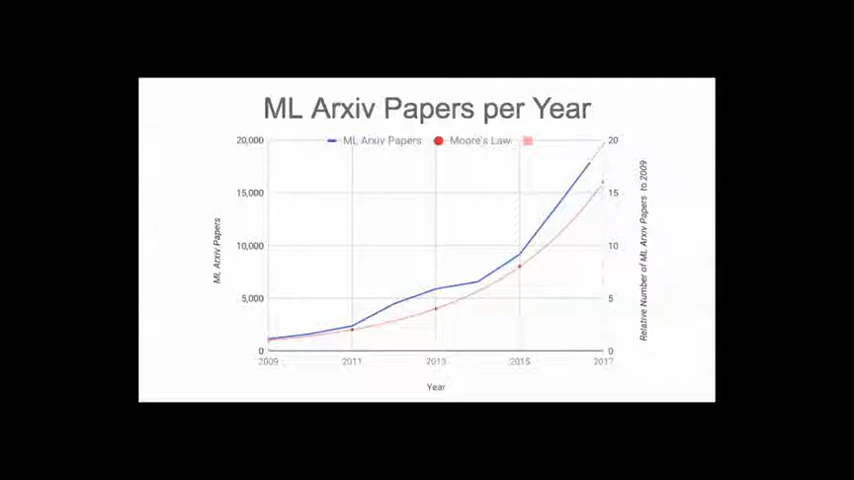 ML Arxiv Papers per Year
ML Arxiv Papers Moore's Law
20,000
15,000
10,000
5,000
0
20
15
10
5
0
ML Arxiv Papers
Relative Number of ML Arxiv Papers to 2009
2009 2011 2013 2015 2017
Year